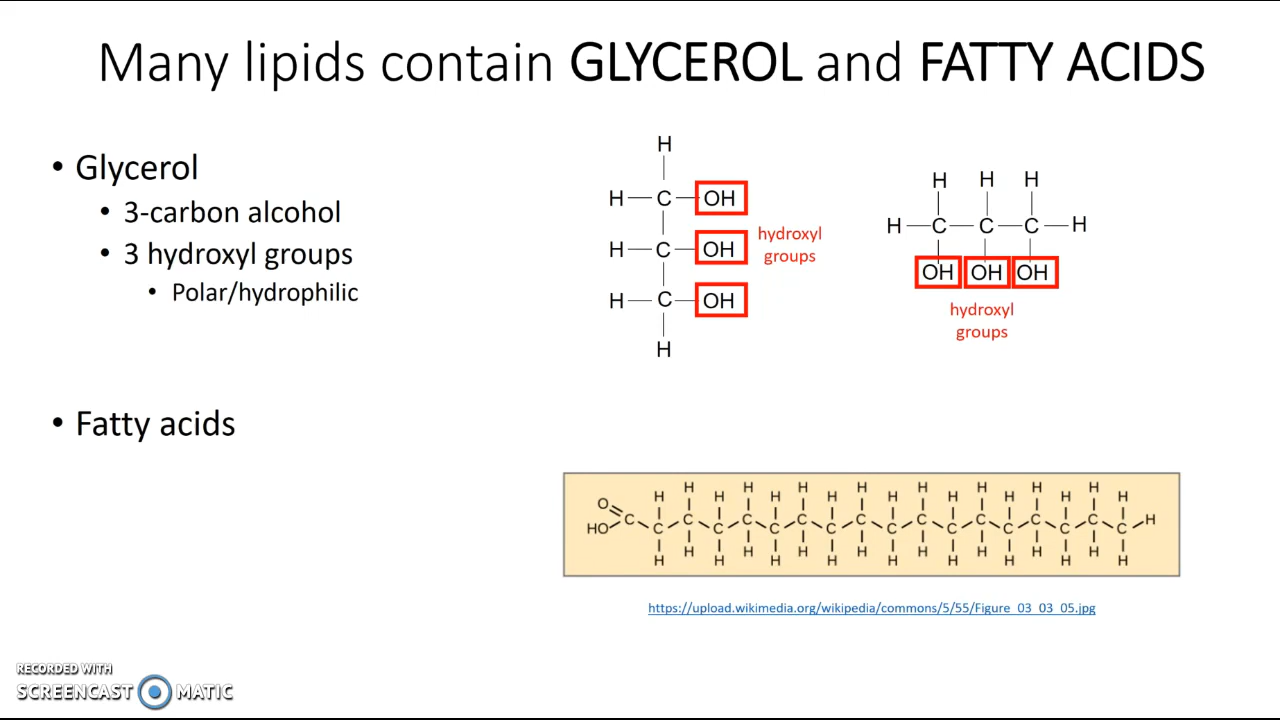 Many lipids contain GLYCEROL and FATTY ACIDS
• Glycerol
• 3-carbon alcohol
• 3 hydroxyl groups
• Polar/hydrophilic
H
H C OH
H C OH
H C OH
H
hydroxyl
groups
H H H
H C C C H
OH OH OH
hydroxyl
groups
• Fatty acids
H H H H H H H H
H H H H H H H H H
O
C C C C C C C C C H
HO C C C C C C C C C
H H H H H H H H
H H H H H H H H H
https://upload.wikimedia.org/wikipedia/commons/5/55/Figure_03_03_05.jpg
RECORDED WITH
SCREENCAST MATIC